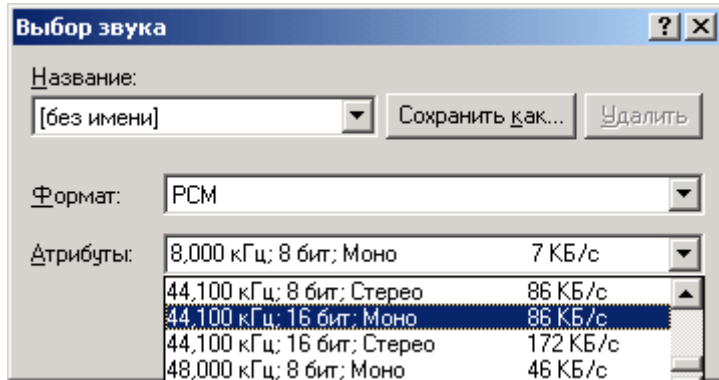 Выбор звука
Название:
[без имени] Сохранить как... Удалить
Формат: PCM
Атрибуты: 8,000 кГц; 8 бит; Моно 7 КБ/с
44,100 кГц; 8 бит; Стерео 86 КБ/с
44,100 кГц; 16 бит; Моно 86 КБ/с
44,100 кГц; 16 бит; Стерео 172 КБ/с
48,000 кГц; 8 бит; Моно 46 КБ/с